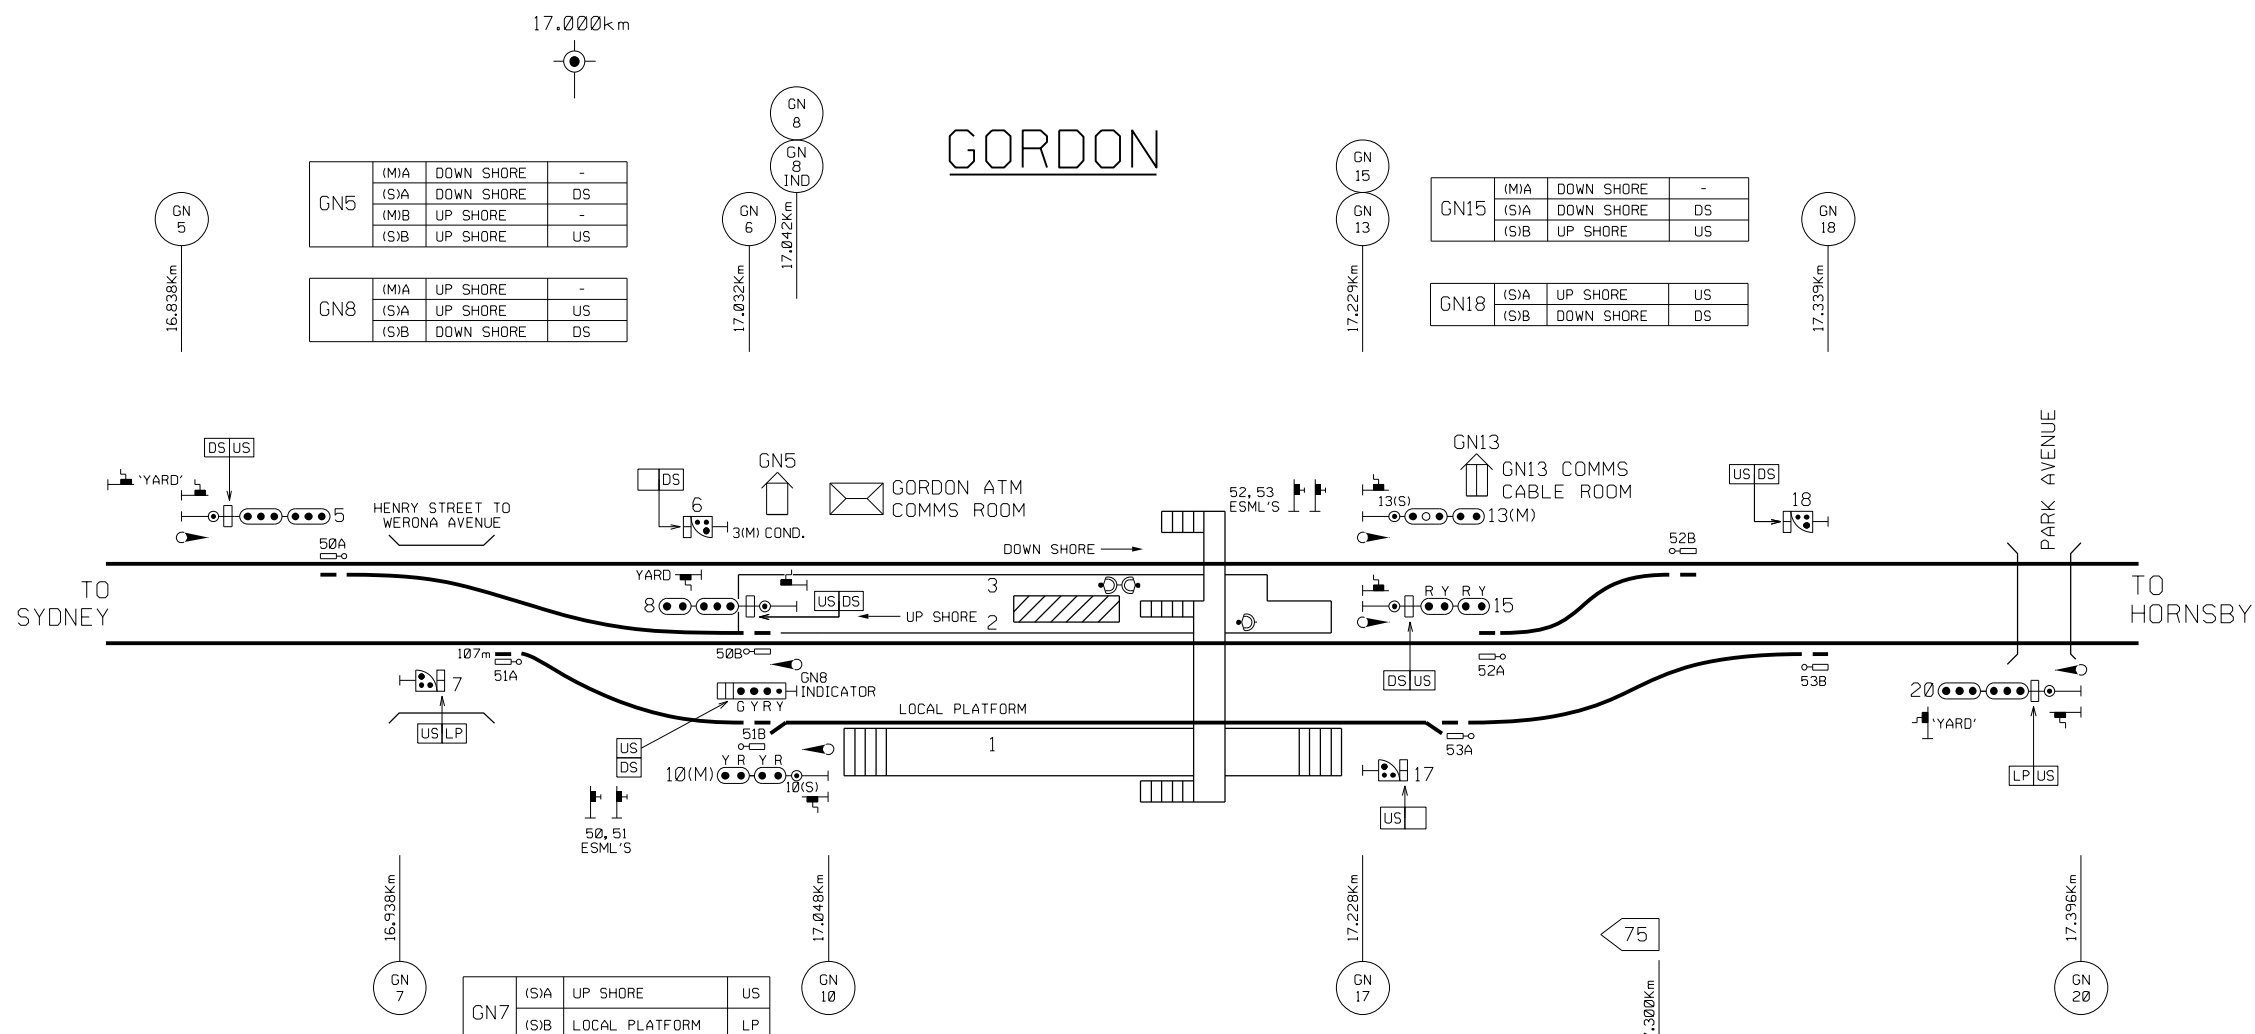 17.000km
GORDON
GN 8
GN 8 IND
17.042Km
GN 6
17.032Km
GN 5
16.838Km
GN5
(M)A DOWN SHORE -
(S)A DOWN SHORE DS
(M)B UP SHORE -
(S)B UP SHORE US
GN8
(M)A UP SHORE -
(S)A UP SHORE US
(S)B DOWN SHORE DS
GN 15
GN 13
17.229Km
GN15
(M)A DOWN SHORE -
(S)A DOWN SHORE DS
(S)B UP SHORE US
GN18
(S)A UP SHORE US
(S)B DOWN SHORE DS
GN 18
17.339Km
DS US
'YARD'
5
HENRY STREET TO
WERONA AVENUE
50A
DS
6
3(M) COND.
GN5
GORDON ATM
COMMS ROOM
DOWN SHORE
52,53
ESML'S
13(S)
13(M)
GN13
GN13 COMMS
CABLE ROOM
US DS
18
52B
PARK AVENUE
TO
SYDNEY
YARD
8
US DS
UP SHORE
3
2
R Y R Y
15
TO
HORNSBY
107m
51A
50B
7
US LP
GN8
INDICATOR
G Y R Y
LOCAL PLATFORM
DS US
52A
53B
20
'YARD'
LP US
US
DS
51B
Y R Y R
10(M)
10(S)
1
53A
17
US
50,51
ESML'S
16.938Km
GN 7
17.048Km
GN 10
17.228Km
GN 17
75
.300Km
17.396Km
GN 20
GN7
(S)A UP SHORE US
(S)B LOCAL PLATFORM LP